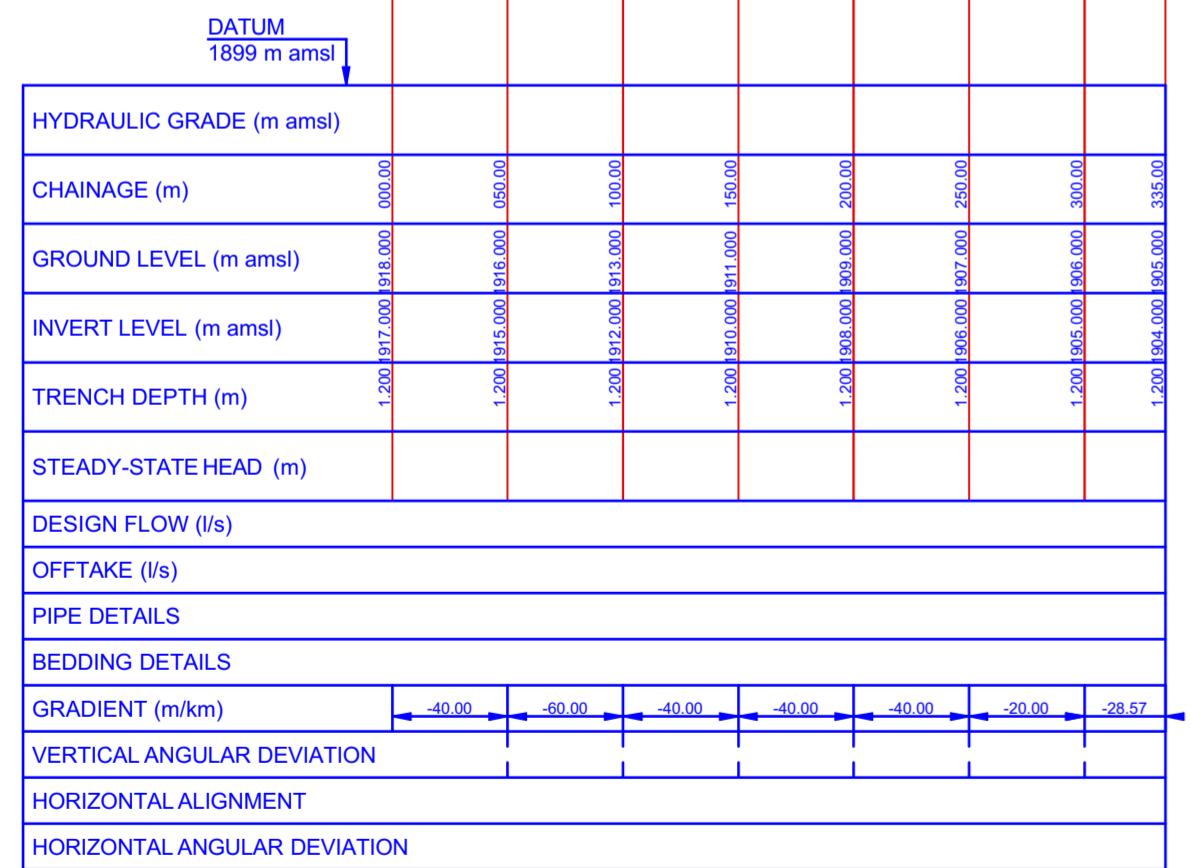 DATUM
1899 m amsl
HYDRAULIC GRADE (m amsl)
CHAINAGE (m) 000.00 050.00 100.00 150.00 200.00 250.00 300.00 335.00
GROUND LEVEL (m amsl) 1918.000 1916.000 1913.000 1911.000 1909.000 1907.000 1906.000 1905.000
INVERT LEVEL (m amsl) 1917.000 1915.000 1912.000 1910.000 1908.000 1906.000 1905.000 1904.000
TRENCH DEPTH (m) 1.200 1.200 1.200 1.200 1.200 1.200 1.200 1.200
STEADY-STATE HEAD (m)
DESIGN FLOW (l/s)
OFFTAKE (l/s)
PIPE DETAILS
BEDDING DETAILS
GRADIENT (m/km) -40.00 -60.00 -40.00 -40.00 -40.00 -20.00 -28.57
VERTICAL ANGULAR DEVIATION
HORIZONTAL ALIGNMENT
HORIZONTAL ANGULAR DEVIATION